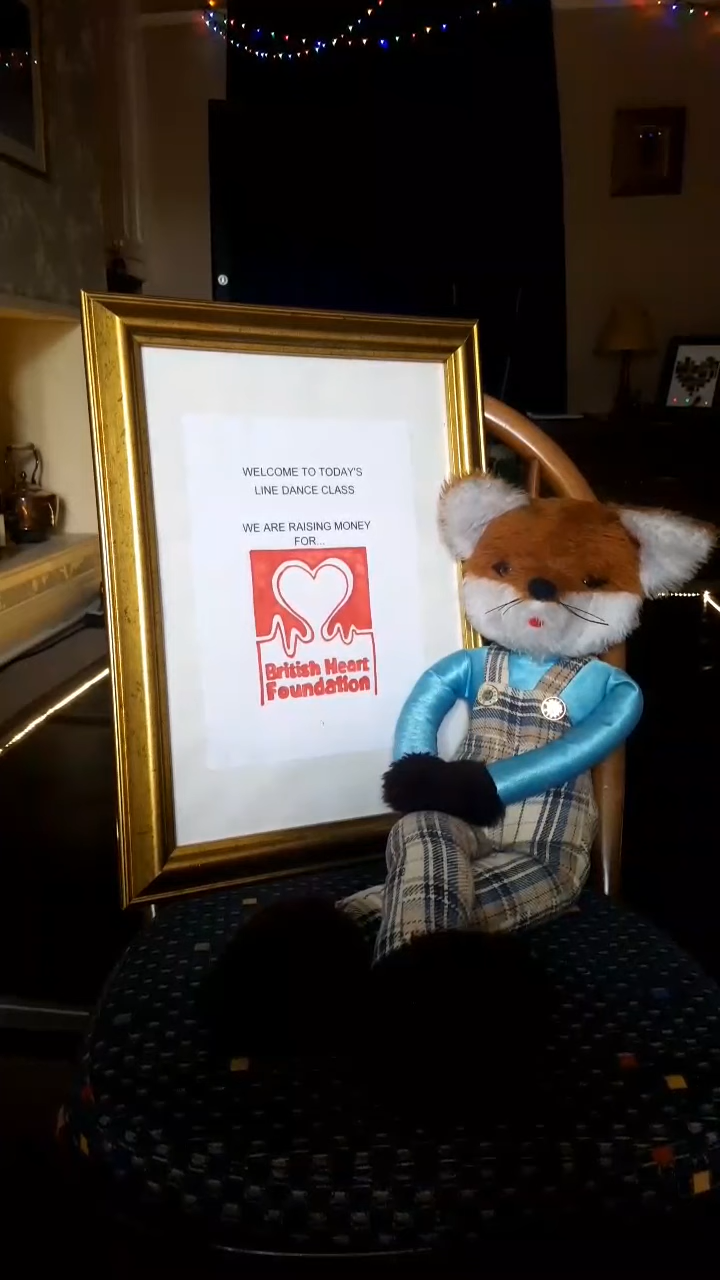 WELCOME TO TODAY'S
LINE DANCE CLASS
WE ARE RAISING MONEY
FOR...
British Heart
Foundation